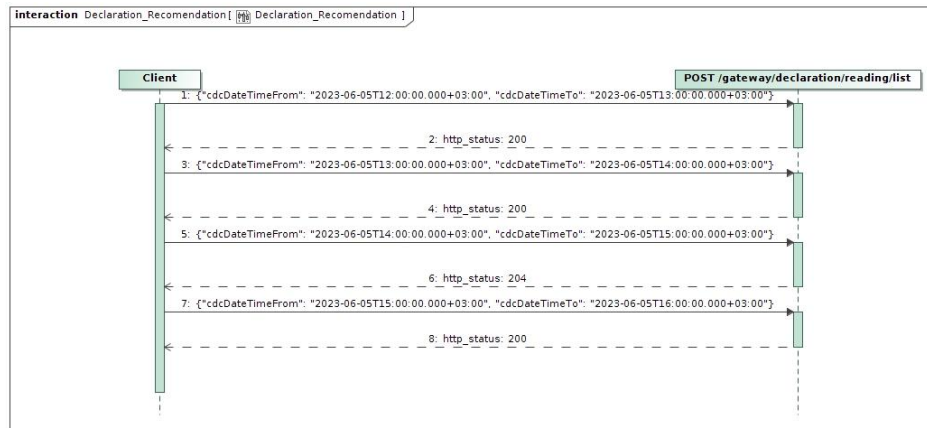 interaction Declaration_Recomendation[ Declaration_Recomendation ]
Client
POST /gateway/declaration/reading/list
1: {"cdcDateTimeFrom": "2023-06-05T12:00:00.000+03:00", "cdcDateTimeTo": "2023-06-05T13:00:00.000+03:00"}
2: http_status: 200
3: {"cdcDateTimeFrom": "2023-06-05T13:00:00.000+03:00", "cdcDateTimeTo": "2023-06-05T14:00:00.000+03:00"}
4: http_status: 200
5: {"cdcDateTimeFrom": "2023-06-05T14:00:00.000+03:00", "cdcDateTimeTo": "2023-06-05T15:00:00.000+03:00"}
6: http_status: 204
7: {"cdcDateTimeFrom": "2023-06-05T15:00:00.000+03:00", "cdcDateTimeTo": "2023-06-05T16:00:00.000+03:00"}
8: http_status: 200